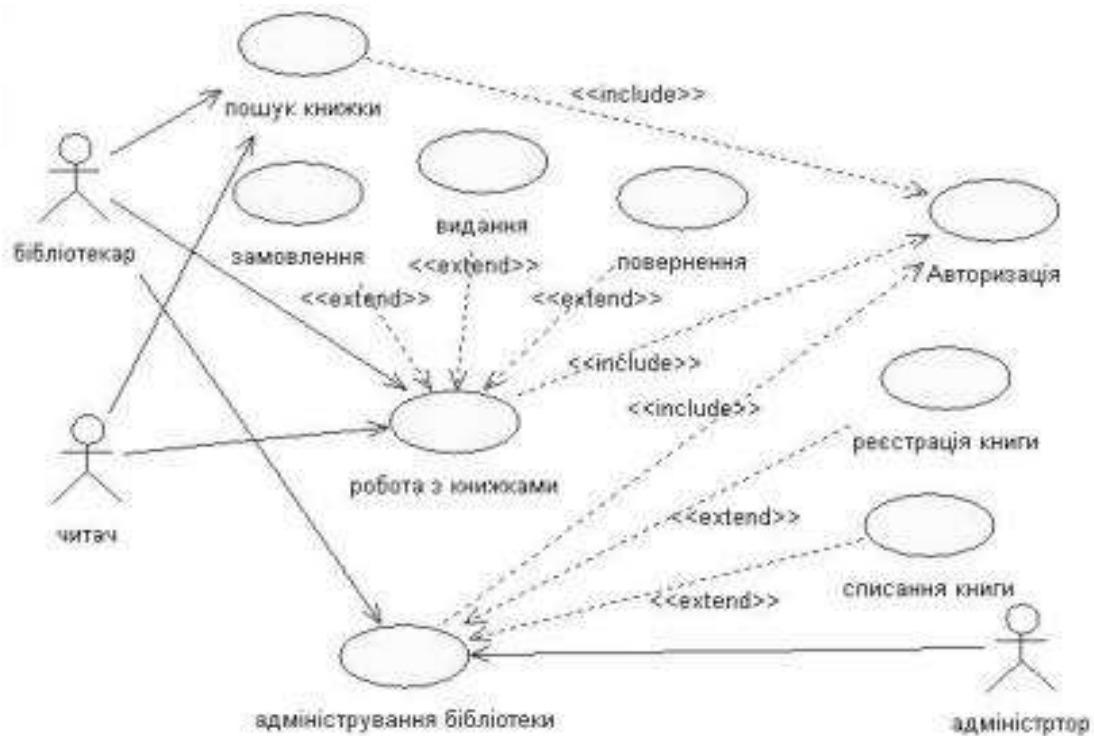 пошук книжки
<<include>>
бібліотекар
замовлення
видання
повернення
Авторизація
<<extend>>
<<extend>>
<<extend>>
<<include>>
<<include>>
реєстрація книги
читач
робота з книжками
<<extend>>
списання книги
<<extend>>
адміністрування бібліотеки
адміністртор